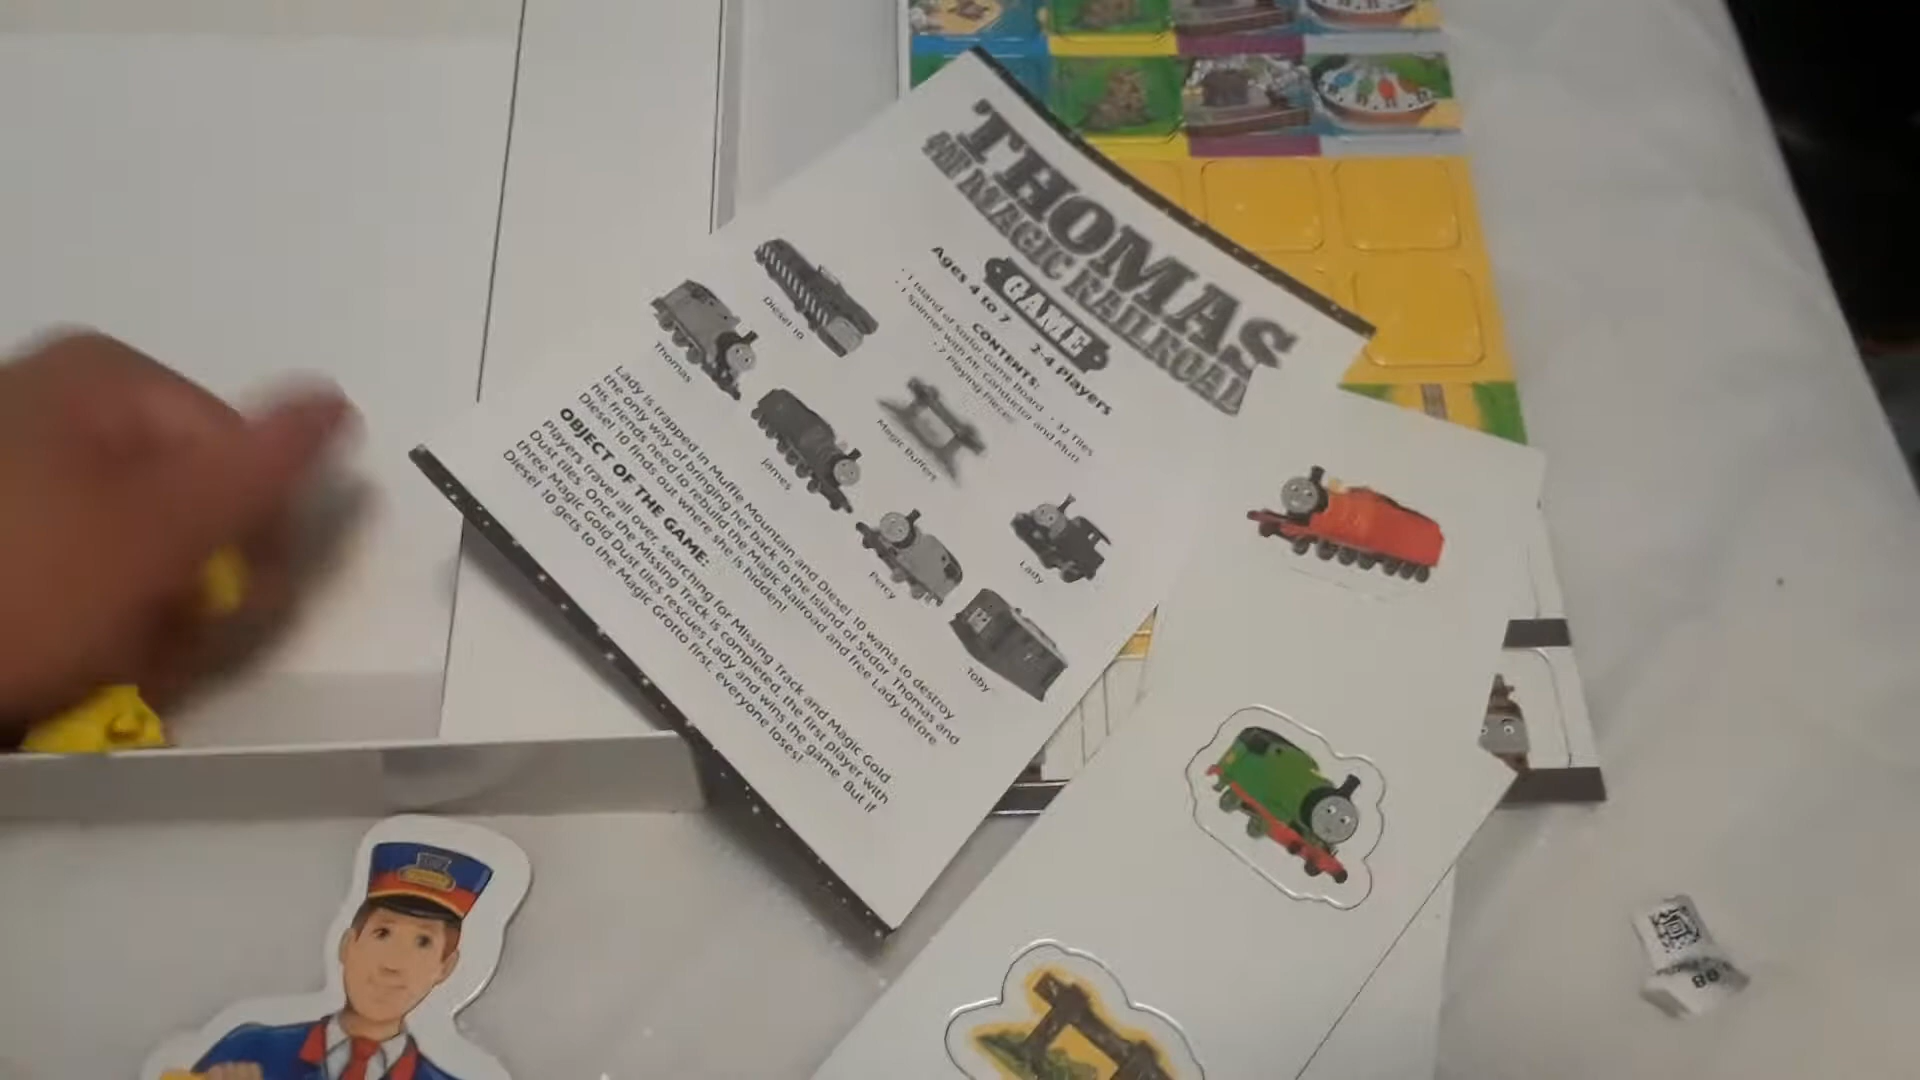 THOMAS
AND THE MAGIC RAILROAD
GAME
Ages 4 to 7 2-4 Players
CONTENTS:
• 1 Island of Sodor Game Board • 32 Tiles
• 1 Spinner with Mr. Conductor and Mutt
• 7 Playing Pieces
Diesel 10
Thomas
James
Magic Buffers
Percy
Lady
Toby
Lady is trapped in Muffle Mountain and Diesel 10 wants to destroy
the only way of bringing her back to the Island of Sodor. Thomas and
his friends need to rebuild the Magic Railroad and free Lady before
Diesel 10 finds out where she is hidden!
OBJECT OF THE GAME:
Players travel all over, searching for Missing Track and Magic Gold
Dust tiles. Once the Missing Track is completed, the first player with
three Magic Gold Dust tiles rescues Lady and wins the game. But if
Diesel 10 gets to the Magic Grotto first, everyone loses!